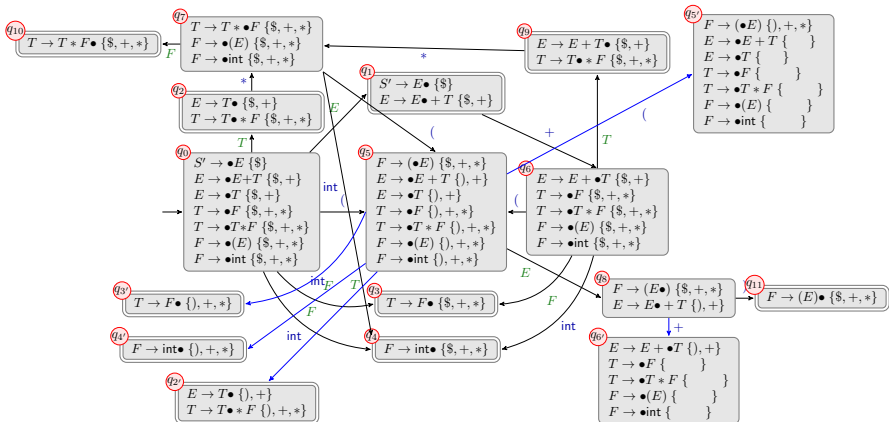 q10
T → T ∗ F● {$, +, ∗}
F
q7
T → T ∗ ●F {$, +, ∗}
F → ●(E) {$, +, ∗}
F → ●int {$, +, ∗}
∗
q9
E → E + T● {$, +}
T → T● ∗ F {$, +, ∗}
q5′
F → (●E) {), +, ∗}
E → ●E + T { }
E → ●T { }
T → ●F { }
T → ●T ∗ F { }
F → ●(E) { }
F → ●int { }
∗
q2
E → T● {$, +}
T → T● ∗ F {$, +, ∗}
T
q1
S′ → E● {$}
E → E● + T {$, +}
E
(
+
T
(
q0
S′ → ●E {$}
E → ●E+T {$, +}
E → ●T {$, +}
T → ●F {$, +, ∗}
T → ●T∗F {$, +, ∗}
F → ●(E) {$, +, ∗}
F → ●int {$, +, ∗}
int
(
q5
F → (●E) {$, +, ∗}
E → ●E + T {), +}
E → ●T {), +}
T → ●F {), +, ∗}
T → ●T ∗ F {), +, ∗}
F → ●(E) {), +, ∗}
F → ●int {), +, ∗}
(
q6
E → E + ●T {$, +}
T → ●F {$, +, ∗}
T → ●T ∗ F {$, +, ∗}
F → ●(E) {$, +, ∗}
F → ●int {$, +, ∗}
int
F
T
E
q3′
T → F● {), +, ∗}
F
q3
T → F● {$, +, ∗}
F
q8
F → (E●) {$, +, ∗}
E → E● + T {), +}
)
q11
F → (E)● {$, +, ∗}
q4′
F → int● {), +, ∗}
int
q4
F → int● {$, +, ∗}
int
+
q6′
E → E + ●T {), +}
T → ●F { }
T → ●T ∗ F { }
F → ●(E) { }
F → ●int { }
q2′
E → T● {), +}
T → T● ∗ F {), +, ∗}